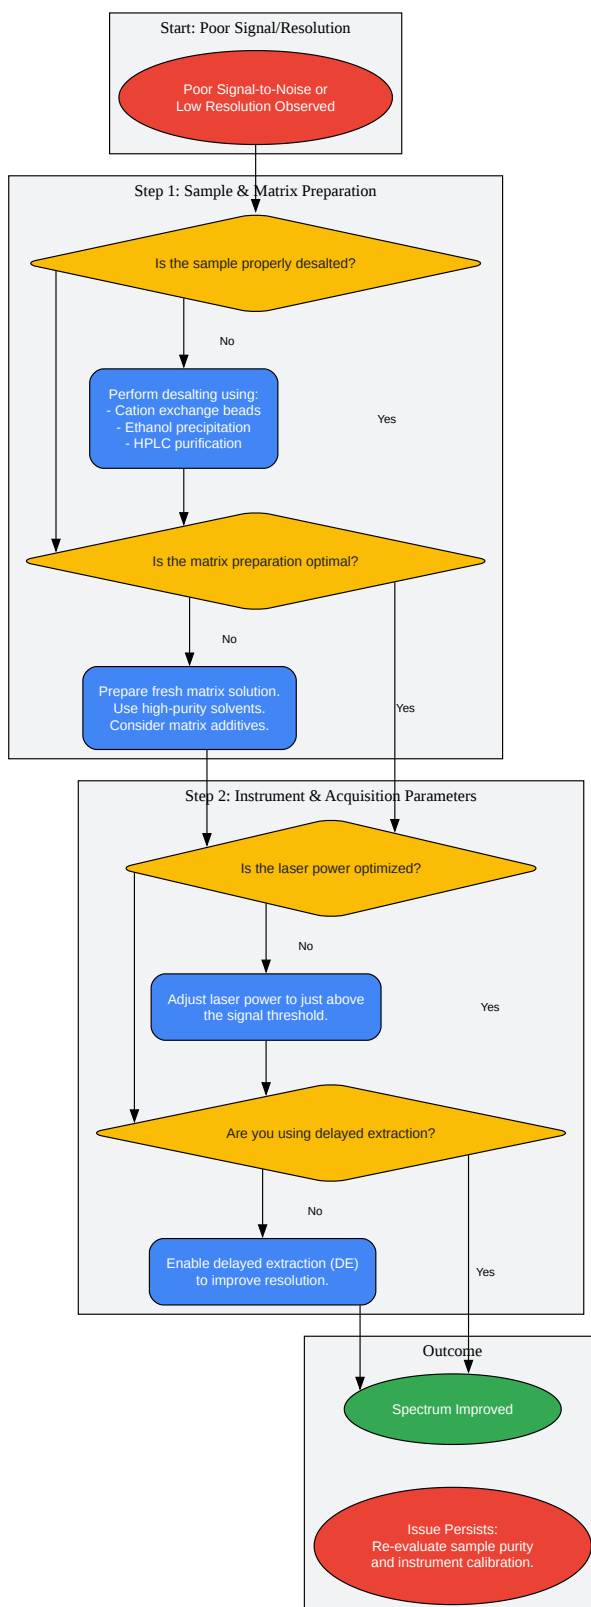 Start: Poor Signal/Resolution
Poor Signal-to-Noise or
Low Resolution Observed
Step 1: Sample & Matrix Preparation
Is the sample properly desalted?
No
Perform desalting using:
- Cation exchange beads
- Ethanol precipitation
- HPLC purification
Yes
Is the matrix preparation optimal?
No
Prepare fresh matrix solution.
Use high-purity solvents.
Consider matrix additives.
Yes
Step 2: Instrument & Acquisition Parameters
Is the laser power optimized?
No
Adjust laser power to just above
the signal threshold.
Yes
Are you using delayed extraction?
No
Enable delayed extraction (DE)
to improve resolution.
Yes
Outcome
Spectrum Improved
Issue Persists:
Re-evaluate sample purity
and instrument calibration.